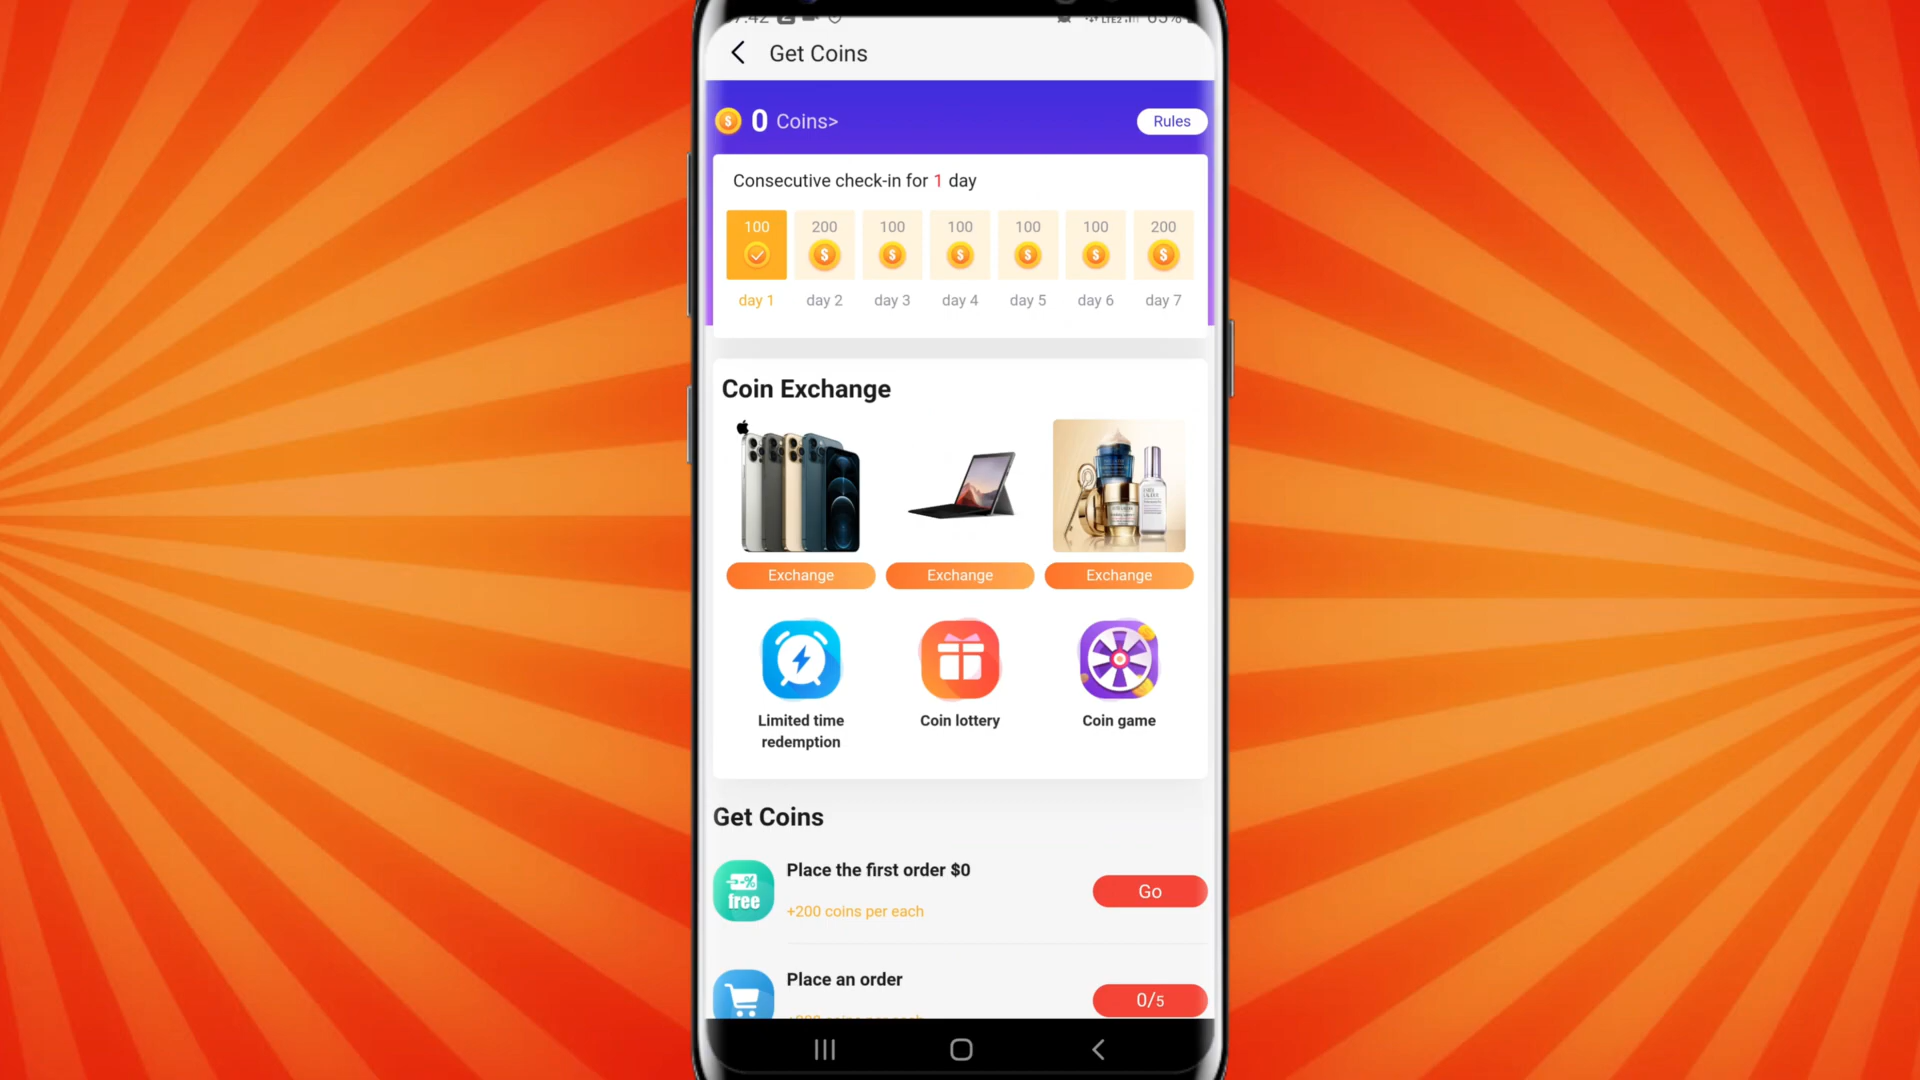 Get Coins
0 Coins>
Rules
Consecutive check-in for 1 day
100 200 100 100 100 100 200
day 1 day 2 day 3 day 4 day 5 day 6 day 7
Coin Exchange
Exchange Exchange Exchange
Limited time redemption
Coin lottery
Coin game
Get Coins
free
Place the first order $0
+200 coins per each
Go
Place an order
0/5